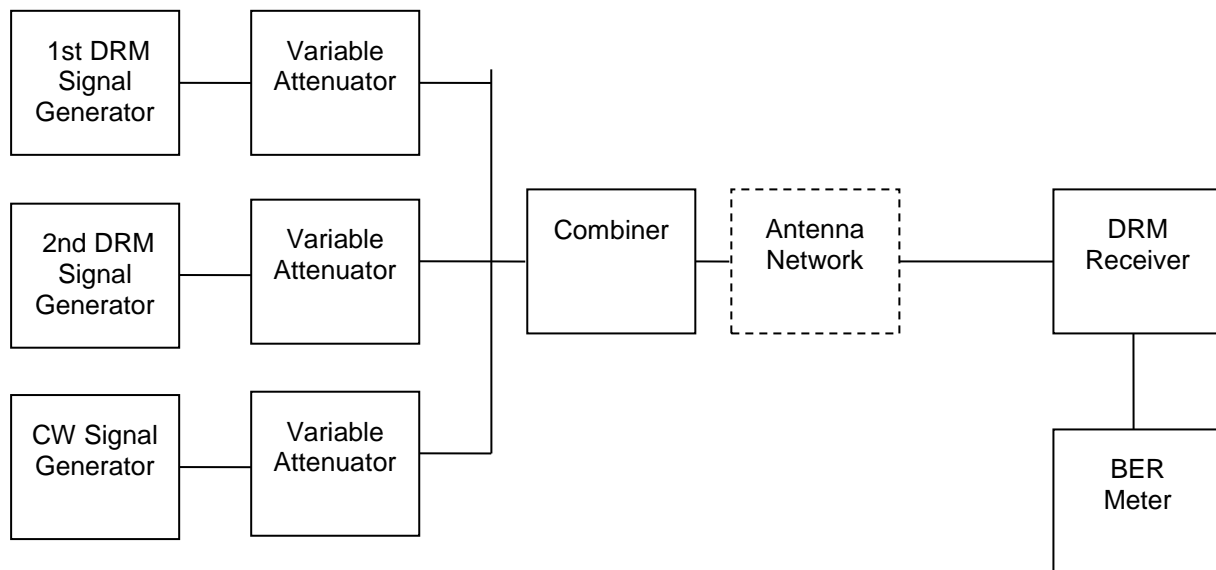 1st DRM
Signal
Generator
Variable
Attenuator
2nd DRM
Signal
Generator
Variable
Attenuator
Combiner
Antenna
Network
DRM
Receiver
CW Signal
Generator
Variable
Attenuator
BER
Meter